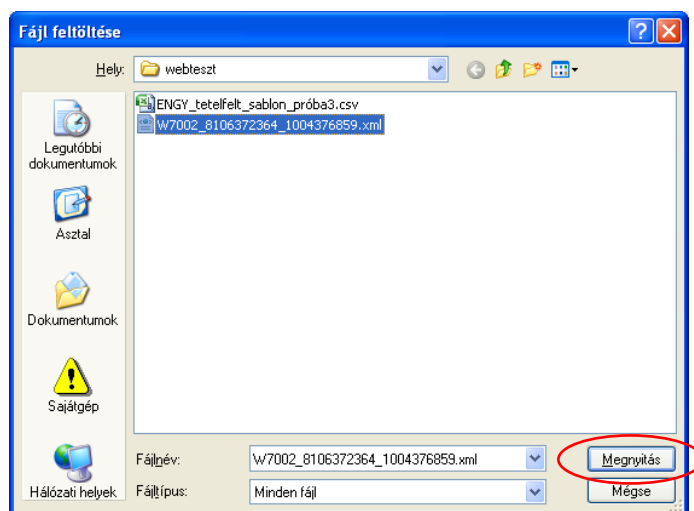 Fájl feltöltése
Hely:
webteszt
Legutóbbi
dokumentumok
Asztal
Dokumentumok
Sajátgép
Hálózati helyek
ENGY_tetelfelt_sablon_próba3.csv
W7002_8106372364_1004376859.xml
Fájlnév:
W7002_8106372364_1004376859.xml
Megnyitás
Fájltípus:
Minden fájl
Mégse